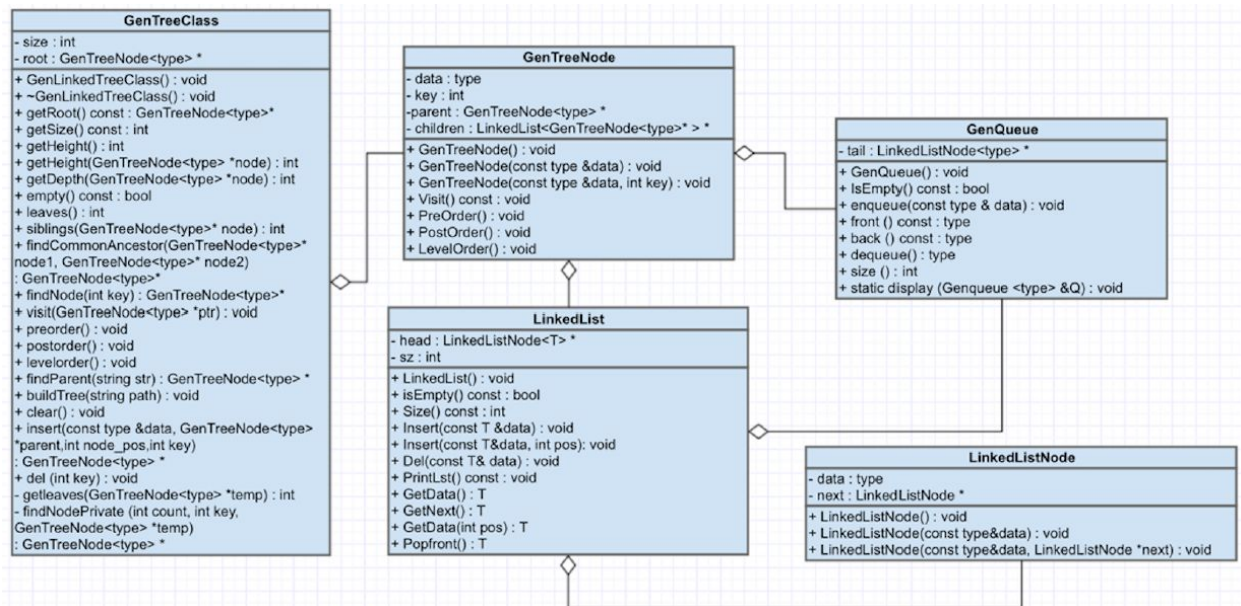 GenTreeClass
- size : int
- root : GenTreeNode<type> *
+ GenLinkedTreeClass() : void
+ ~GenLinkedTreeClass() : void
+ getRoot() const : GenTreeNode<type>*
+ getSize() const : int
+ getHeight() : int
+ getHeight(GenTreeNode<type> *node) : int
+ getDepth(GenTreeNode<type> *node) : int
+ empty() const : bool
+ leaves() : int
+ siblings(GenTreeNode<type>* node) : int
+ findCommonAncestor(GenTreeNode<type>*
node1, GenTreeNode<type>* node2)
: GenTreeNode<type>*
+ findNode(int key) : GenTreeNode<type>*
+ visit(GenTreeNode<type> *ptr) : void
+ preorder() : void
+ postorder() : void
+ levelorder() : void
+ findParent(string str) : GenTreeNode<type> *
+ buildTree(string path) : void
+ clear() : void
+ insert(const type &data, GenTreeNode<type>
*parent,int node_pos,int key)
: GenTreeNode<type> *
+ del (int key) : void
- getleaves(GenTreeNode<type> *temp) : int
- findNodePrivate (int count, int key,
GenTreeNode<type> *temp)
: GenTreeNode<type> *
GenTreeNode
- data : type
- key : int
-parent : GenTreeNode<type> *
- children : LinkedList<GenTreeNode<type>* > *
+ GenTreeNode() : void
+ GenTreeNode(const type &data) : void
+ GenTreeNode(const type &data, int key) : void
+ Visit() const : void
+ PreOrder() : void
+ PostOrder() : void
+ LevelOrder() : void
GenQueue
- tail : LinkedListNode<type> *
+ GenQueue() : void
+ IsEmpty() const : bool
+ enqueue(const type & data) : void
+ front () const : type
+ back () const : type
+ dequeue() : type
+ size () : int
+ static display (Genqueue <type> &Q) : void
LinkedList
- head : LinkedListNode<T> *
- sz : int
+ LinkedList() : void
+ isEmpty() const : bool
+ Size() const : int
+ Insert(const T &data) : void
+ Insert(const T&data, int pos): void
+ Del(const T& data) : void
+ PrintLst() const : void
+ GetData() : T
+ GetNext() : T
+ GetData(int pos) : T
+ Popfront() : T
LinkedListNode
- data : type
- next : LinkedListNode *
+ LinkedListNode() : void
+ LinkedListNode(const type&data) : void
+ LinkedListNode(const type&data, LinkedListNode *next) : void